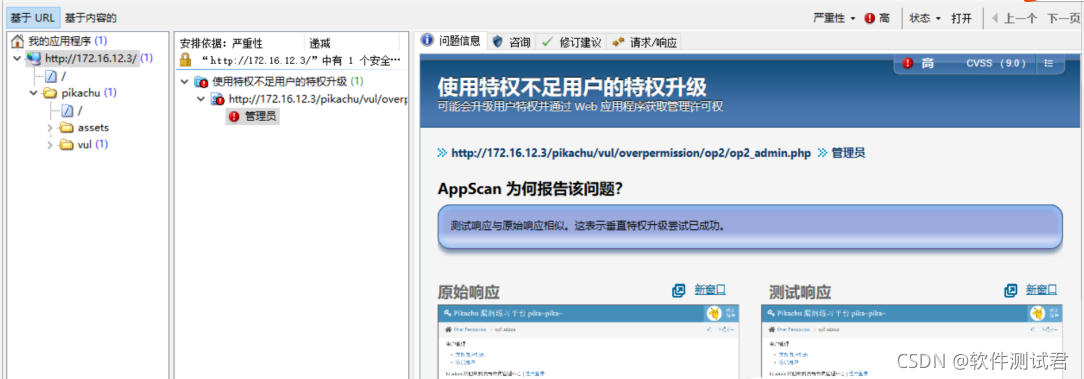 基于 URL 基于内容的
严重性 高 状态 打开 上一个 下一页
我的应用程序 (1)
http://172.16.12.3/ (1)
/
pikachu (1)
/
assets
vul (1)
安排依据：严重性 递减
“http://172.16.12.3/”中有 1 个安全…
使用特权不足用户的特权升级 (1)
http://172.16.12.3/pikachu/vul/overp
管理员
问题信息 咨询 修订建议 请求/响应
使用特权不足用户的特权升级
可能会升级用户特权并通过 Web 应用程序获取管理许可权
高 CVSS (9.0)
http://172.16.12.3/pikachu/vul/overpermission/op2/op2_admin.php 管理员
AppScan 为何报告该问题？
测试响应与原始响应相似。这表示垂直特权升级尝试已成功。
原始响应 新窗口
测试响应 新窗口
Pikachu 漏洞练习平台 pika~pika~
Pikachu 漏洞练习平台 pika~pika~
CSDN @软件测试君